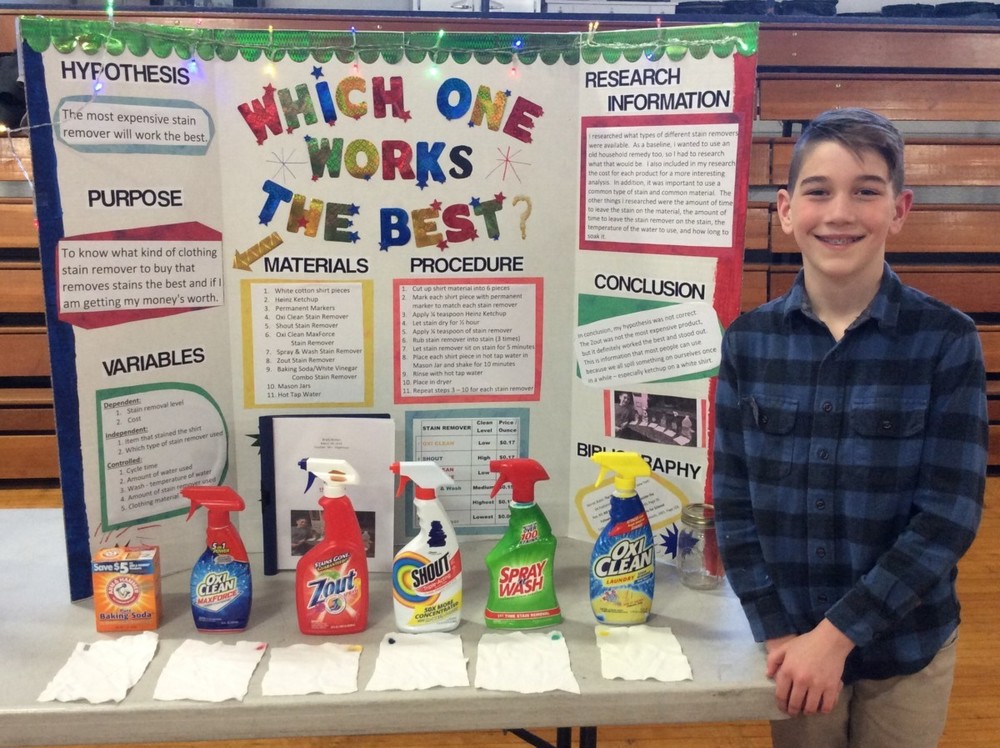 HYPOTHESIS
The most expensive stain
remover will work the best.
PURPOSE
To know what kind of clothing
stain remover to buy that
removes stains the best and if I
am getting my money's worth.
VARIABLES
Dependent:
1. Stain removal level
2. Cost
Independent:
1. Item that stained the shirt
2. Which type of stain remover used
Controlled:
1. Cycle time
2. Amount of water used
3. Wash - temperature of water
4. Amount of stain remover used
5. Clothing material
WHICH ONE
WORKS
THE BEST?
MATERIALS
1. White cotton shirt pieces
2. Heins Ketchup
3. Permanent Markers
4. Oxi Clean Stain Remover
5. Shout Stain Remover
6. Oxi Clean MaxForce
Stain Remover
7. Spray & Wash Stain Remover
8. Zout Stain Remover
9. Baking Soda/White Vinegar
Combo Stain Remover
10. Mason Jars
11. Hot Tap Water
PROCEDURE
1. Cut up shirt material into 6 pieces
2. Mark each shirt piece with permanent
marker to match each stain remover
3. Apply ¼ teaspoon Heins Ketchup
4. Let stain dry for ½ hour
5. Apply ¼ teaspoon of stain remover
6. Rub stain remover into stain (3 times)
7. Let stain remover sit on stain for 5 minutes
8. Place each shirt piece in hot tap water in
Mason Jar and shake for 10 minutes
9. Rinse with hot tap water
10. Place in dryer
11. Repeat steps 3 – 10 for each stain remover
STAIN REMOVER Clean Level Price Ounce
OXI CLEAN Low $0.17
SHOUT High $0.
Low
& Wash Medium
Highest
Lowest
RESEARCH
INFORMATION
I researched what types of different stain removers
were available. As a baseline, I wanted to use an
old household remedy too, so I had to research
what that would be. I also included in my research
the cost for each product for a more interesting
analysis. In addition, it was important to use a
common type of stain and common material. The
other things I researched were the amount of time
to leave the stain on the material, the amount of
time to leave the stain remover on the stain, the
temperature of the water to use, and how long to
soak it.
CONCLUSION
In conclusion, my hypothesis was not correct
The Zout was not the most expensive product,
but it definitely worked the best and stood out.
This is information that most people can use
because we all spill something on ourselves once
in a while – especially ketchup on a white shirt.
BIBLIOGRAPHY
Save $5
ARM & HAMMER
Pure
Baking Soda
5 in 1
OXI
CLEAN
MAXFORCE
Zout
SHOUT
50X MORE
CONCENTRATED
SPRAY
WASH
OXI
CLEAN
LAUNDRY